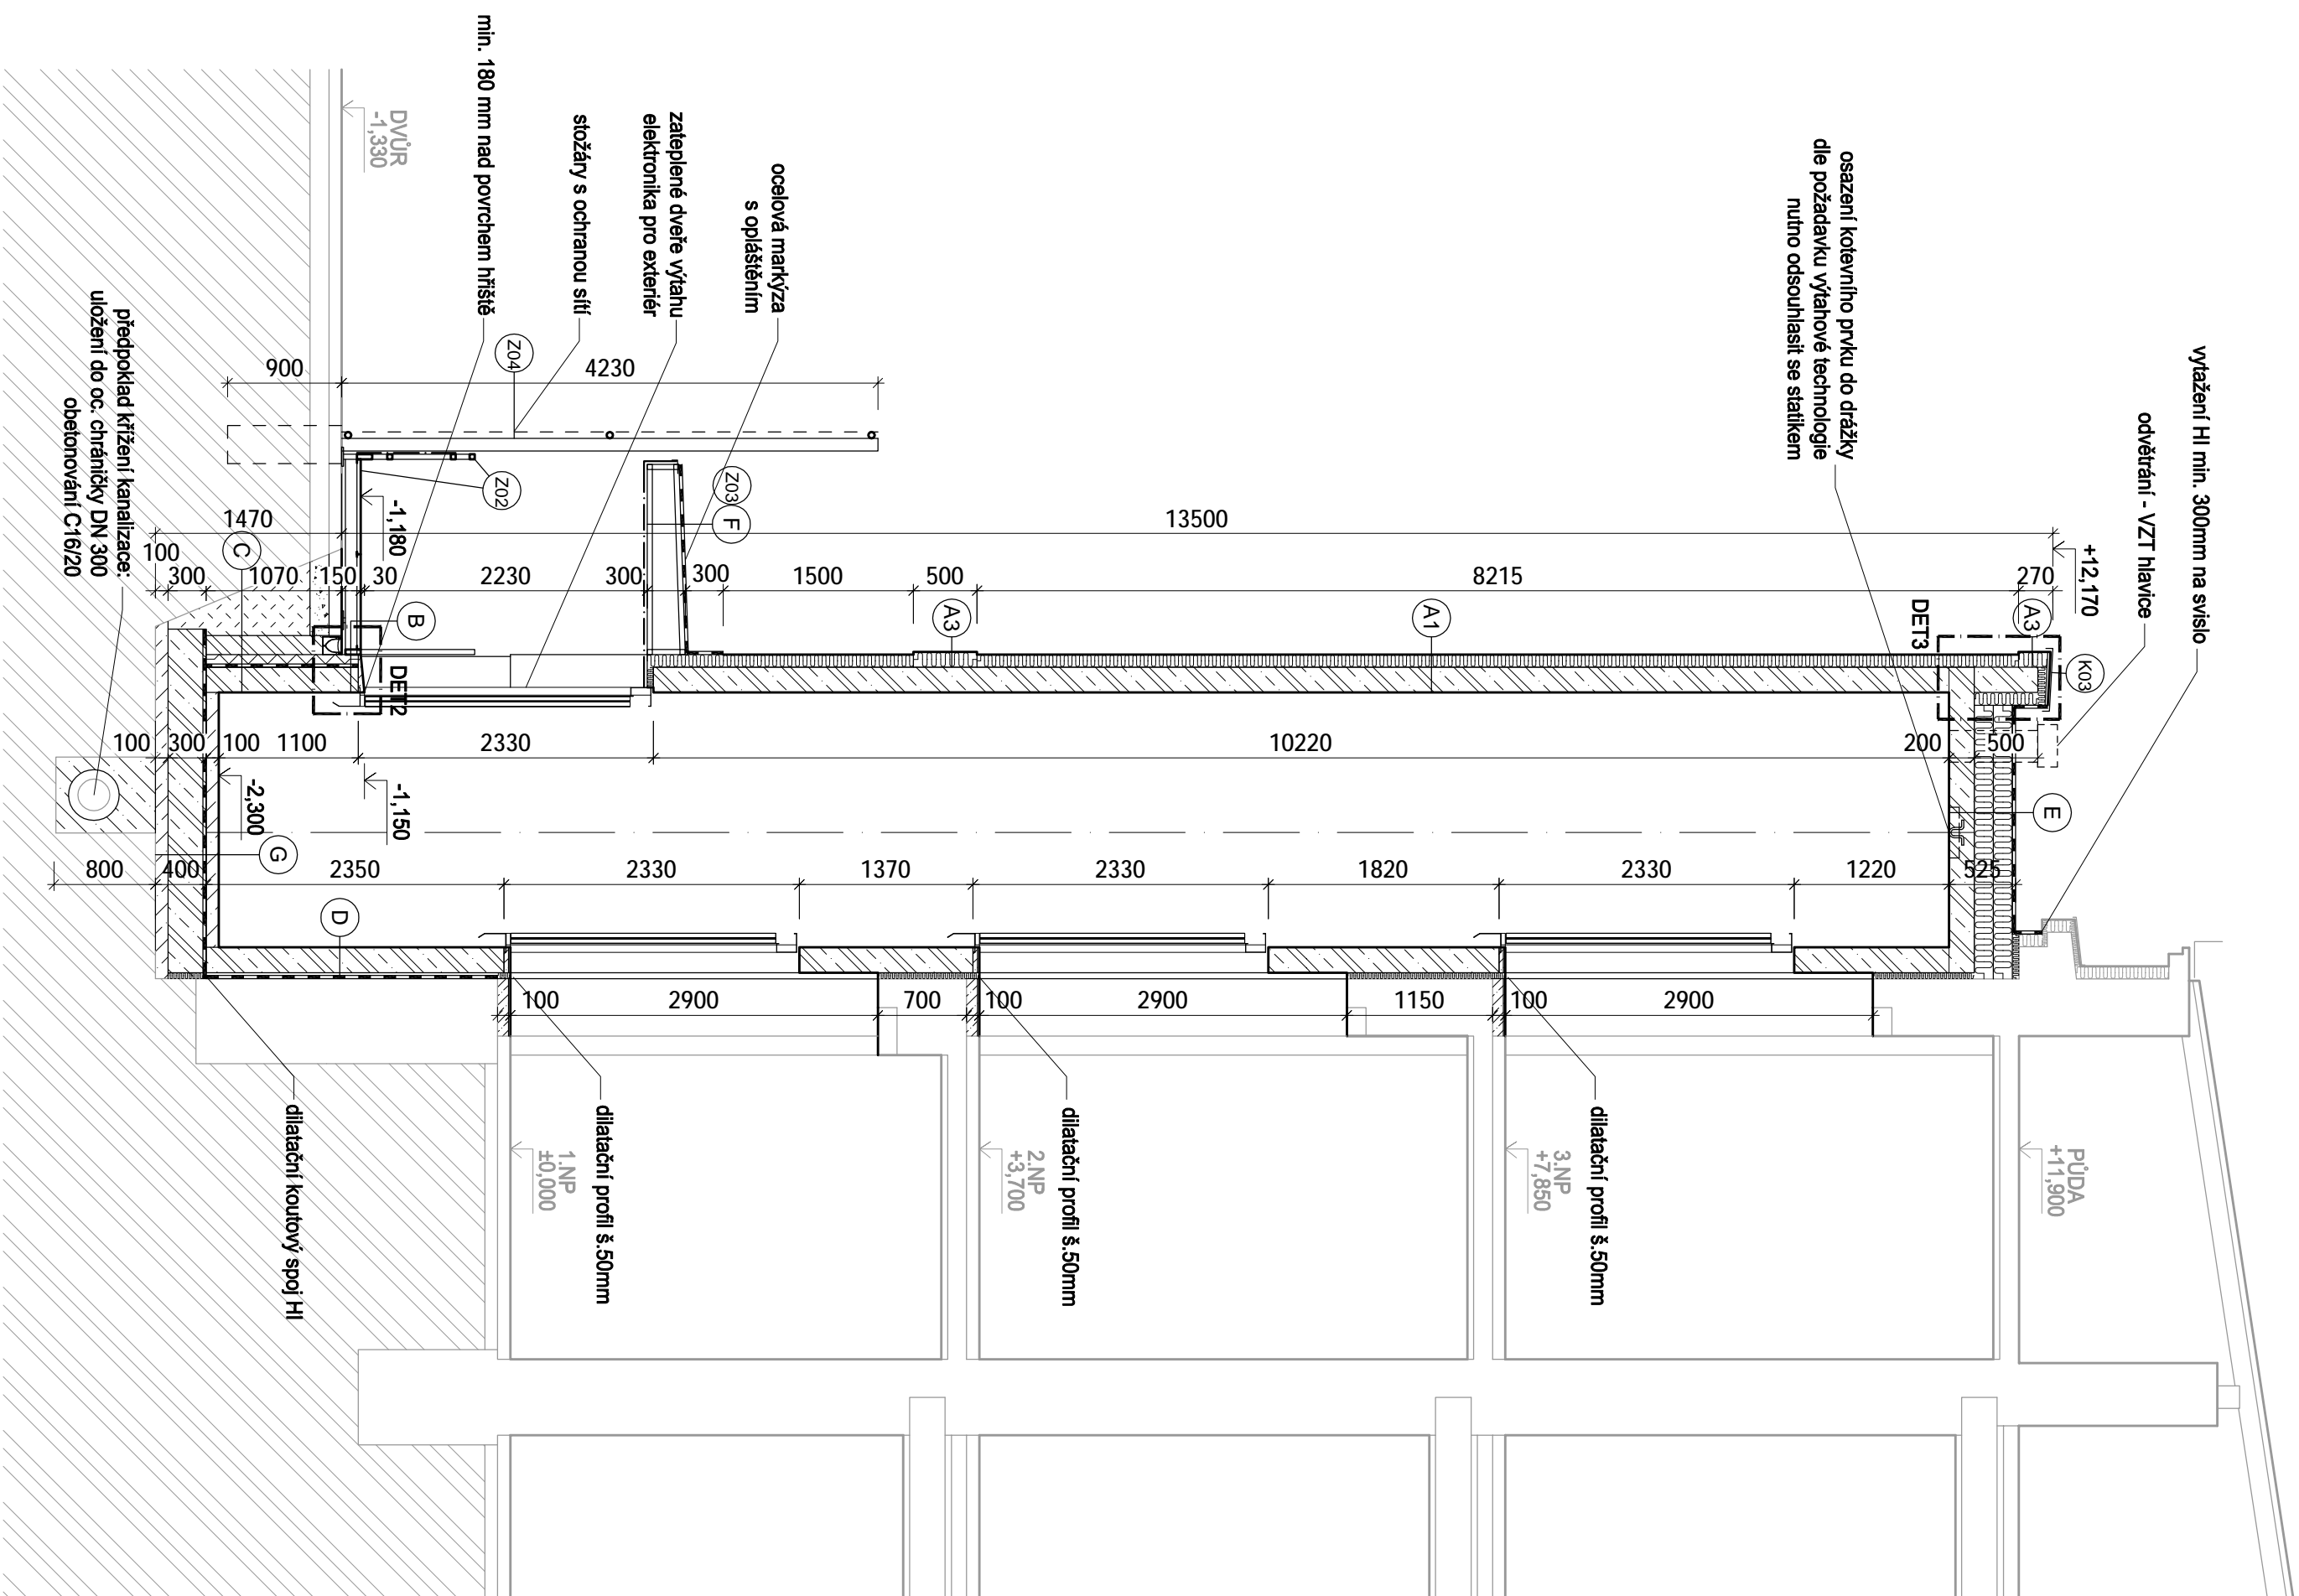 vytažení HI min. 300mm na svislo
odvětrání - VZT hlavice
osazení kotevního prvku do drážky
dle požadavku výtahové technologie
nutno odsouhlasit se statikem
ocelová markýza
s opláštěním
zateplené dveře výtahu
elektronika pro exteriér
stožáry s ochranou sítí
min. 180 mm nad povrchem hřiště
DVŮR
-1,330
předpoklad křížení kanalizace:
uložení do oc. chráničky DN 300
obetonování C16/20
900
4230
Z04
Z02
Z03
F
-1,180
1470
13500
+12,170
C
100
300
1070
150
30
2230
300
300
1500
500
8215
270
B
A3
A1
DET3
A3
K03
DET2
100
300
100
1100
2330
10220
200
500
-2,300
-1,150
E
G
800
400
2350
2330
1370
2330
1820
2330
1220
525
D
100
2900
700
100
2900
1150
100
2900
dilatační koutový spoj HI
dilatační profil š.50mm
dilatační profil š.50mm
dilatační profil š.50mm
1.NP
±0,000
2.NP
+3,700
3.NP
+7,850
PŮDA
+11,900